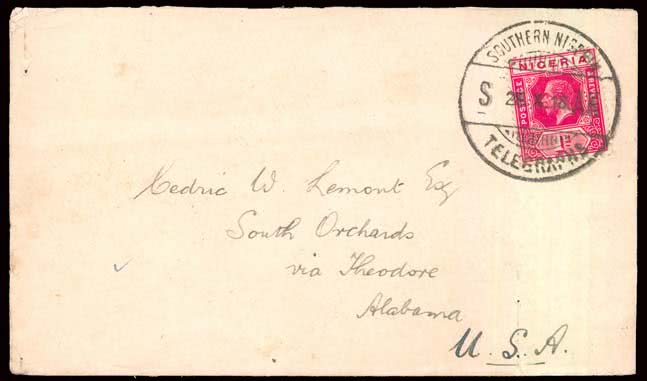 SOUTHERN NIGERIA
NIGERIA
POSTAGE
S
TELEGRAPHS
Cedric W. Lemont Esq
South Orchards
via Theodore
Alabama
U. S. A.